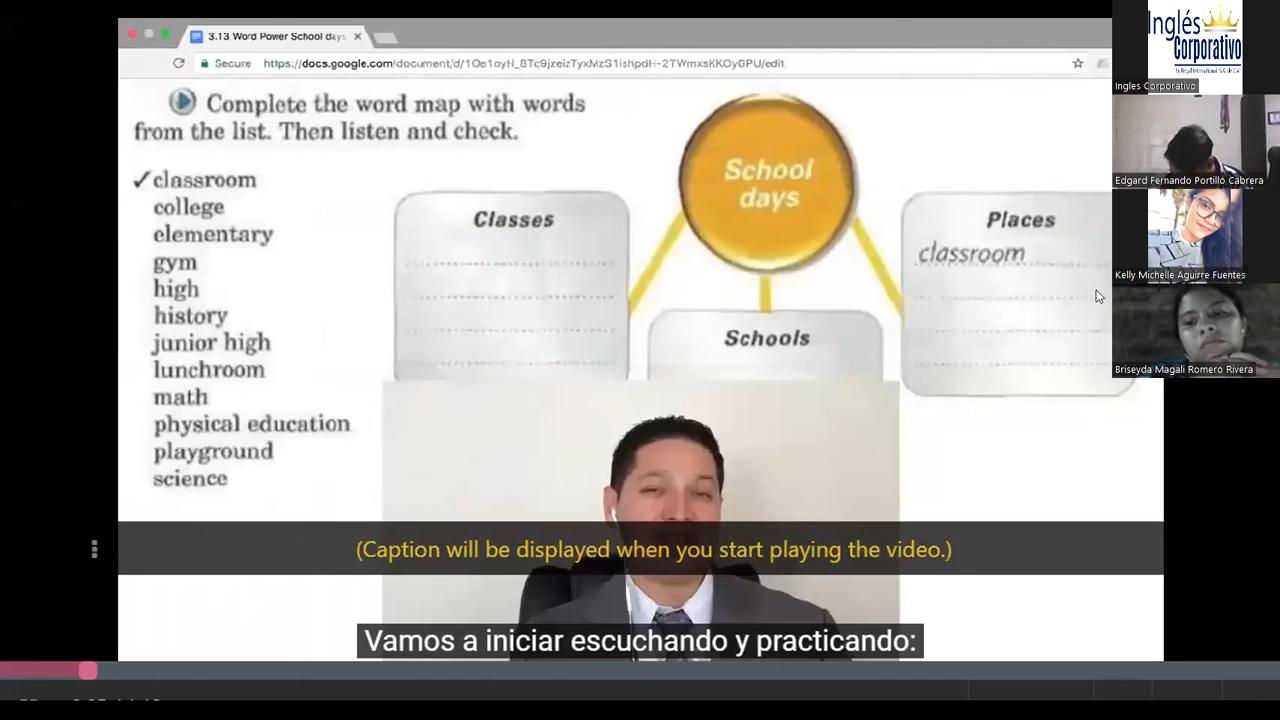 3.13 Word Power School days
Secure
https://docs.google.com/document/d/
Complete the word map with words
from the list. Then listen and check.
✓classroom
college
elementary
gym
high
history
junior high
lunchroom
math
physical education
playground
science
Classes
School
days
Schools
Places
classroom
(Caption will be displayed when you start playing the video.)
Vamos a iniciar escuchando y practicando:
Inglés
Corporativo
Ingles Corporativo
Edgard Fernando Portillo Cabrera
Kelly Michelle Aguirre Fuentes
Briseyda Magali Romero Rivera